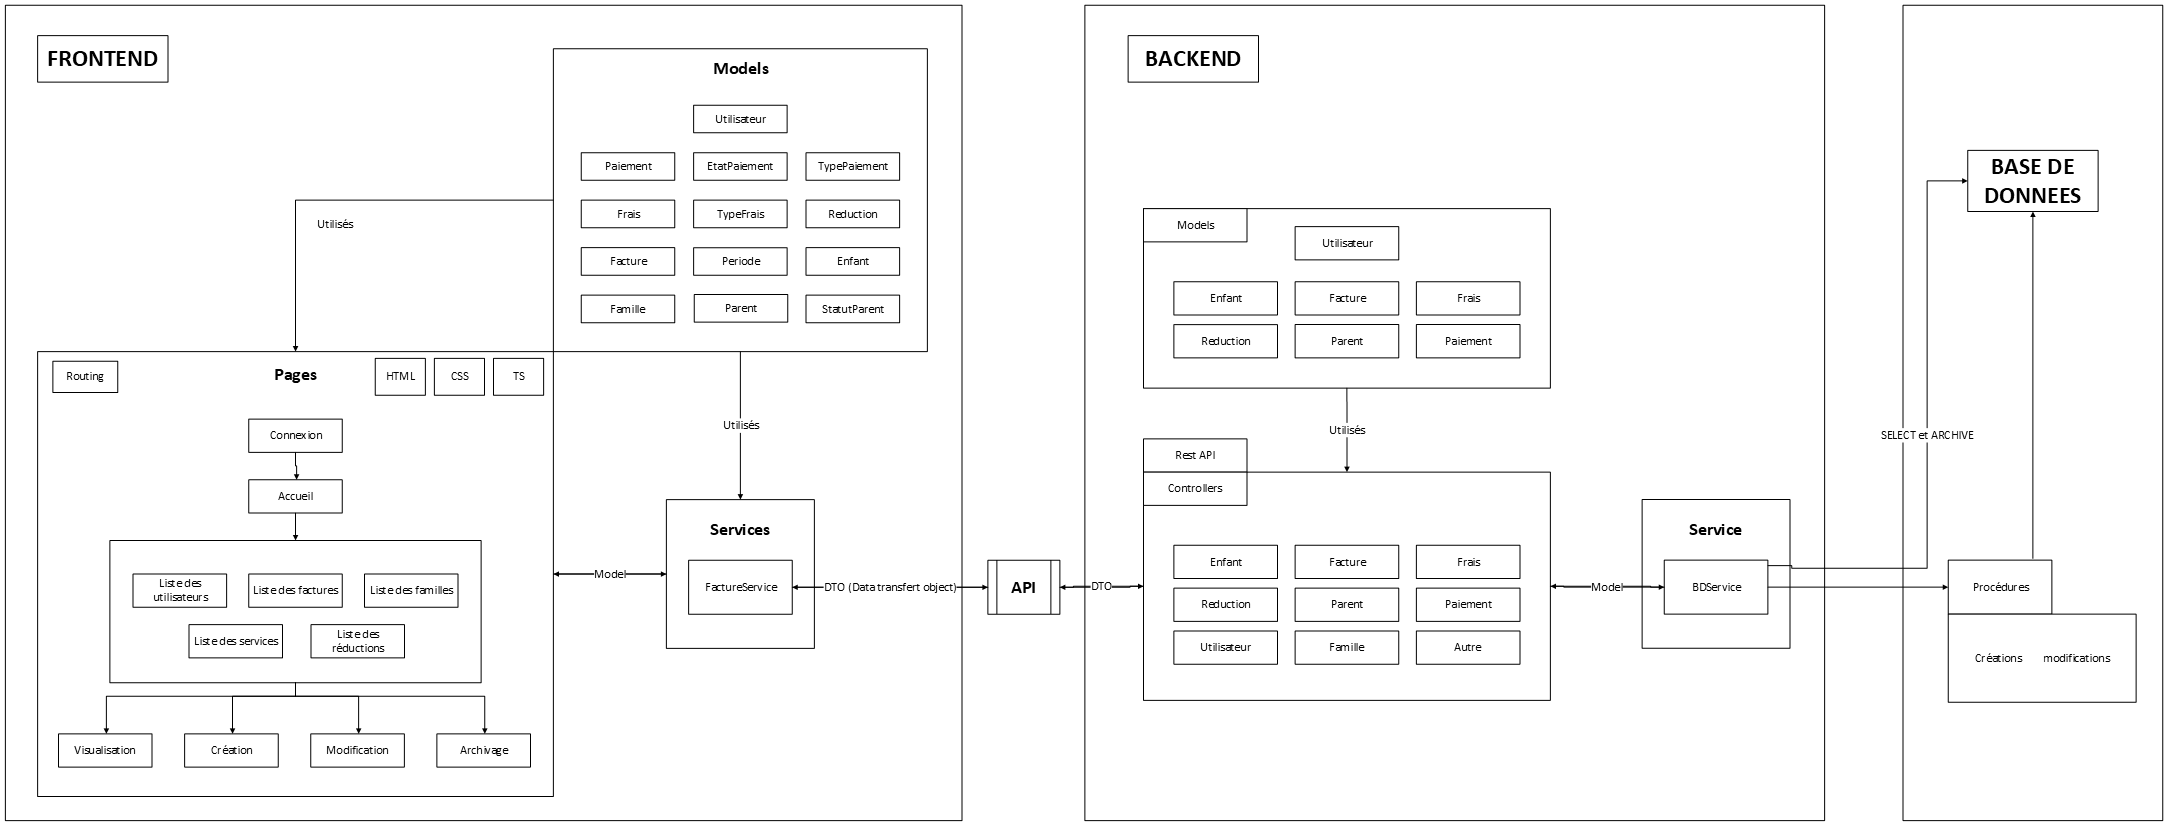 FRONTEND
Models
Utilisateur
Paiement
EtatPaiement
TypePaiement
Frais
TypeFrais
Reduction
Facture
Periode
Enfant
Famille
Parent
StatutParent
Utilisés
Routing
Pages
HTML
CSS
TS
Connexion
Accueil
Liste des
utilisateurs
Liste des factures
Liste des familles
Liste des services
Liste des
réductions
Visualisation
Création
Modification
Archivage
Utilisés
Model
Services
FactureService
DTO (Data transfert object)
API
DTO
BACKEND
Models
Utilisateur
Enfant
Facture
Frais
Reduction
Parent
Paiement
Utilisés
Rest API
Controllers
Enfant
Facture
Frais
Reduction
Parent
Paiement
Utilisateur
Famille
Autre
Model
Service
BDService
SELECT et ARCHIVE
BASE DE
DONNEES
Procédures
Créations modifications